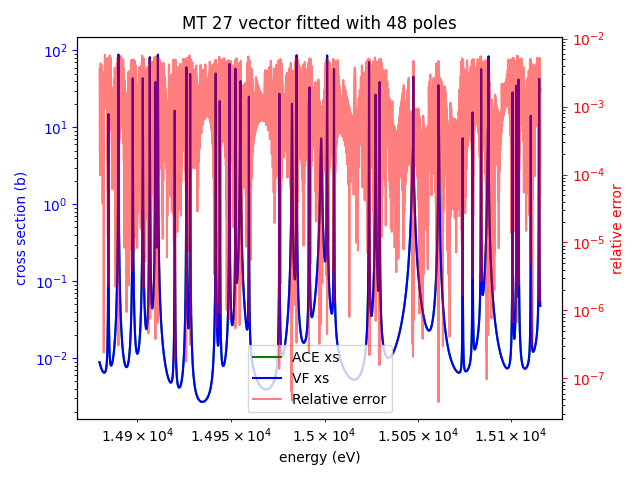 MT 27 vector fitted with 48 poles
10²
10¹
10⁰
10⁻¹
10⁻²
cross section (b)
10⁻²
10⁻³
10⁻⁴
10⁻⁵
10⁻⁶
10⁻⁷
relative error
ACE xs
VF xs
Relative error
1.49 × 10⁴ 1.495 × 10⁴ 1.5 × 10⁴ 1.505 × 10⁴ 1.51 × 10⁴
energy (eV)